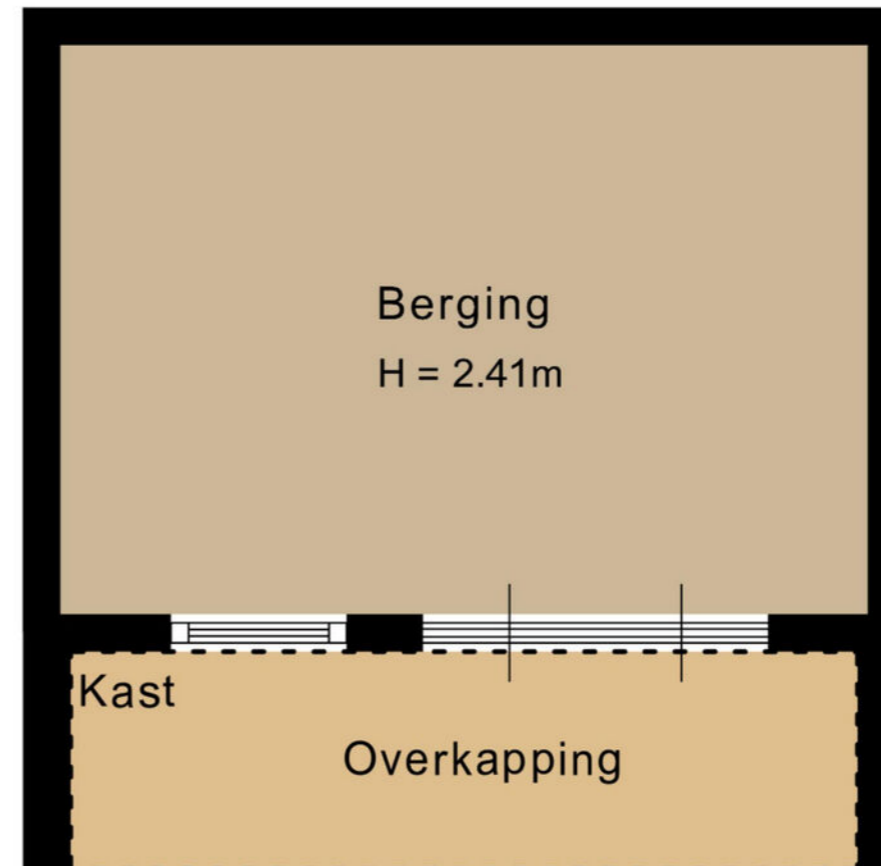 Berging
H = 2.41m
Kast
Overkapping